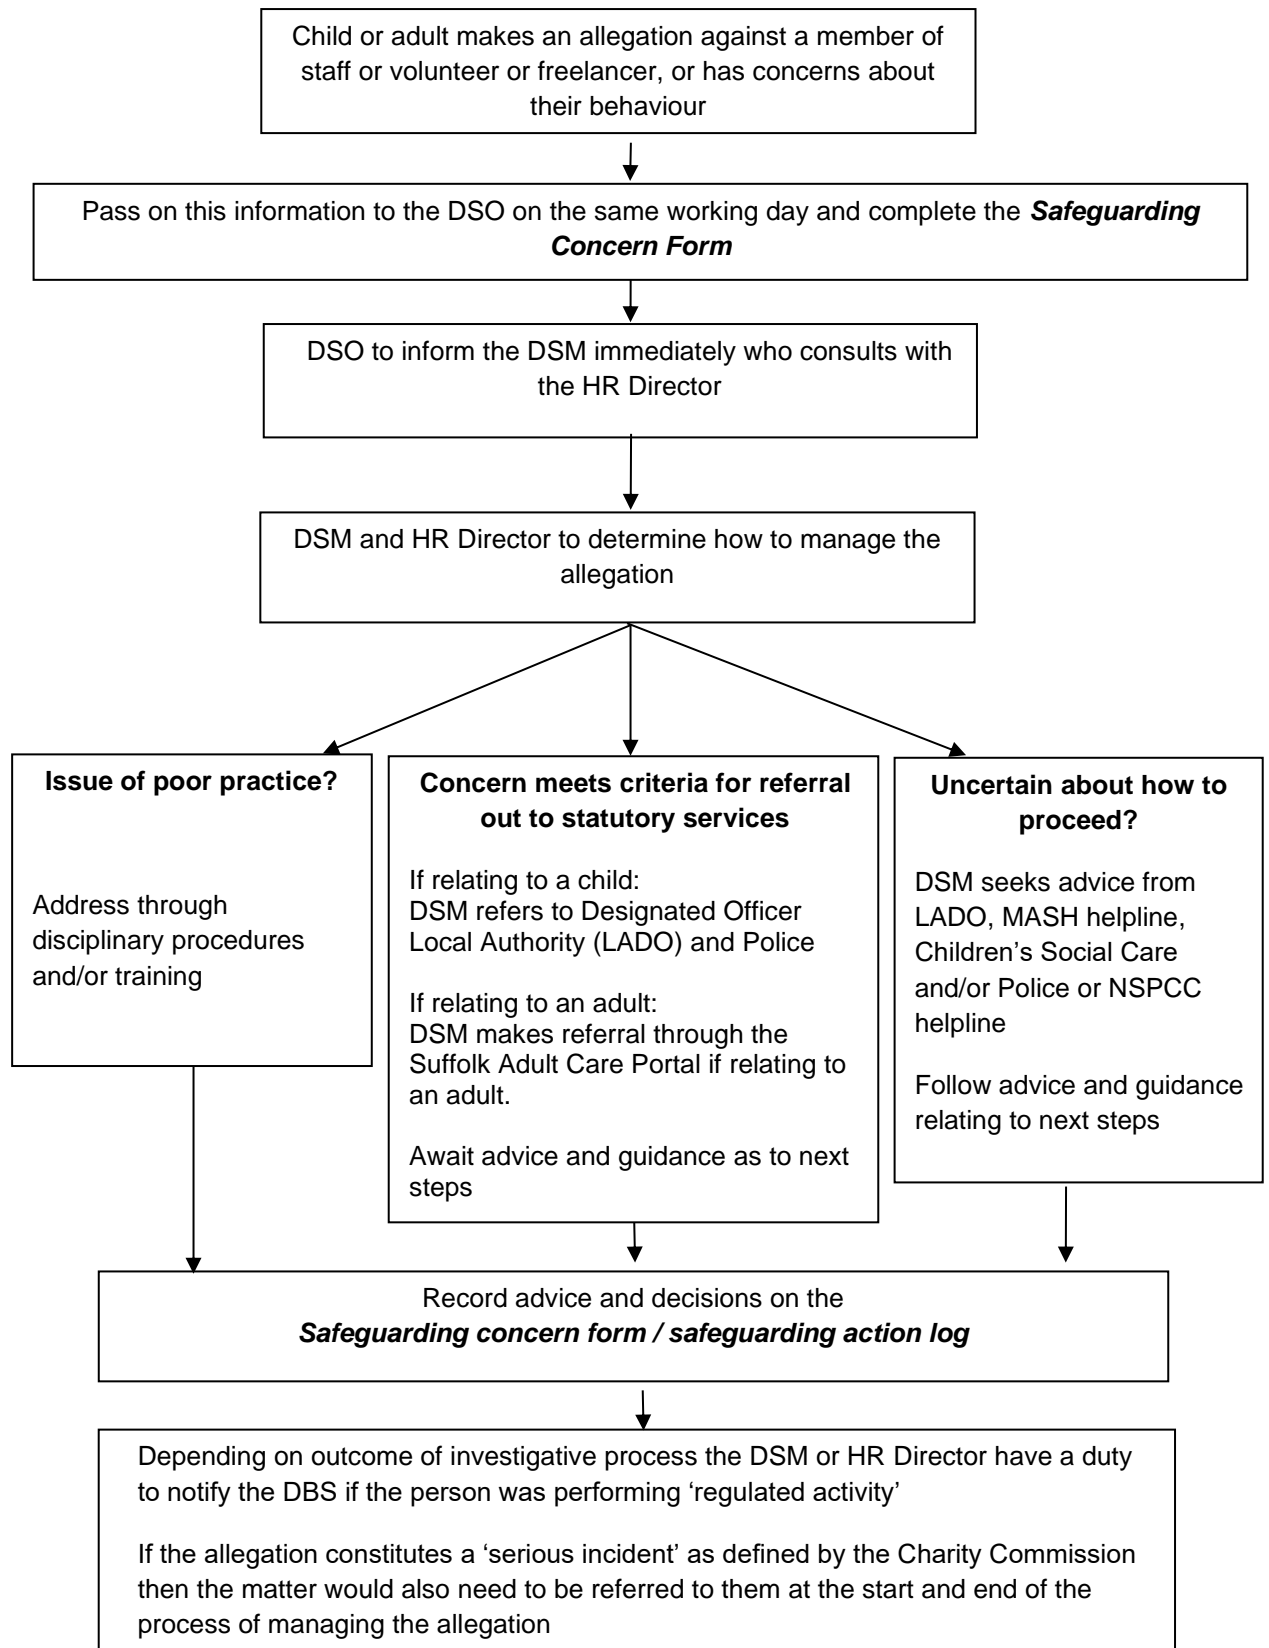 Child or adult makes an allegation against a member of
staff or volunteer or freelancer, or has concerns about
their behaviour
Pass on this information to the DSO on the same working day and complete the Safeguarding
Concern Form
DSO to inform the DSM immediately who consults with
the HR Director
DSM and HR Director to determine how to manage the
allegation
Issue of poor practice?
Address through
disciplinary procedures
and/or training
Concern meets criteria for referral
out to statutory services
If relating to a child:
DSM refers to Designated Officer
Local Authority (LADO) and Police
If relating to an adult:
DSM makes referral through the
Suffolk Adult Care Portal if relating to
an adult.
Await advice and guidance as to next
steps
Uncertain about how to
proceed?
DSM seeks advice from
LADO, MASH helpline,
Children’s Social Care
and/or Police or NSPCC
helpline
Follow advice and guidance
relating to next steps
Record advice and decisions on the
Safeguarding concern form / safeguarding action log
Depending on outcome of investigative process the DSM or HR Director have a duty
to notify the DBS if the person was performing ‘regulated activity’
If the allegation constitutes a ‘serious incident’ as defined by the Charity Commission
then the matter would also need to be referred to them at the start and end of the
process of managing the allegation